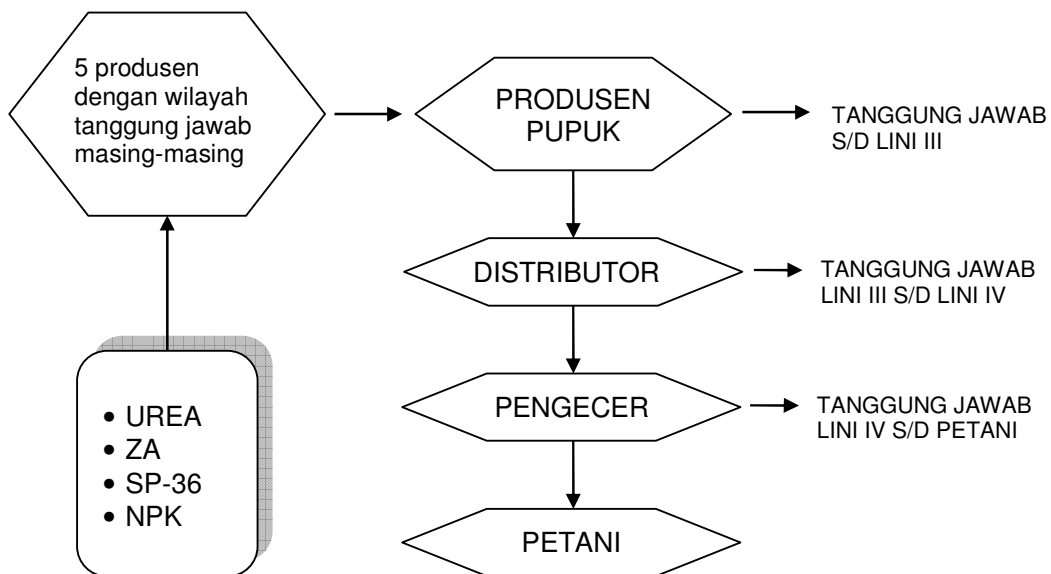 5 produsen
dengan wilayah
tanggung jawab
masing-masing
PRODUSEN
PUPUK
TANGGUNG JAWAB
S/D LINI III
DISTRIBUTOR
TANGGUNG JAWAB
LINI III S/D LINI IV
• UREA
• ZA
• SP-36
• NPK
PENGECER
TANGGUNG JAWAB
LINI IV S/D PETANI
PETANI